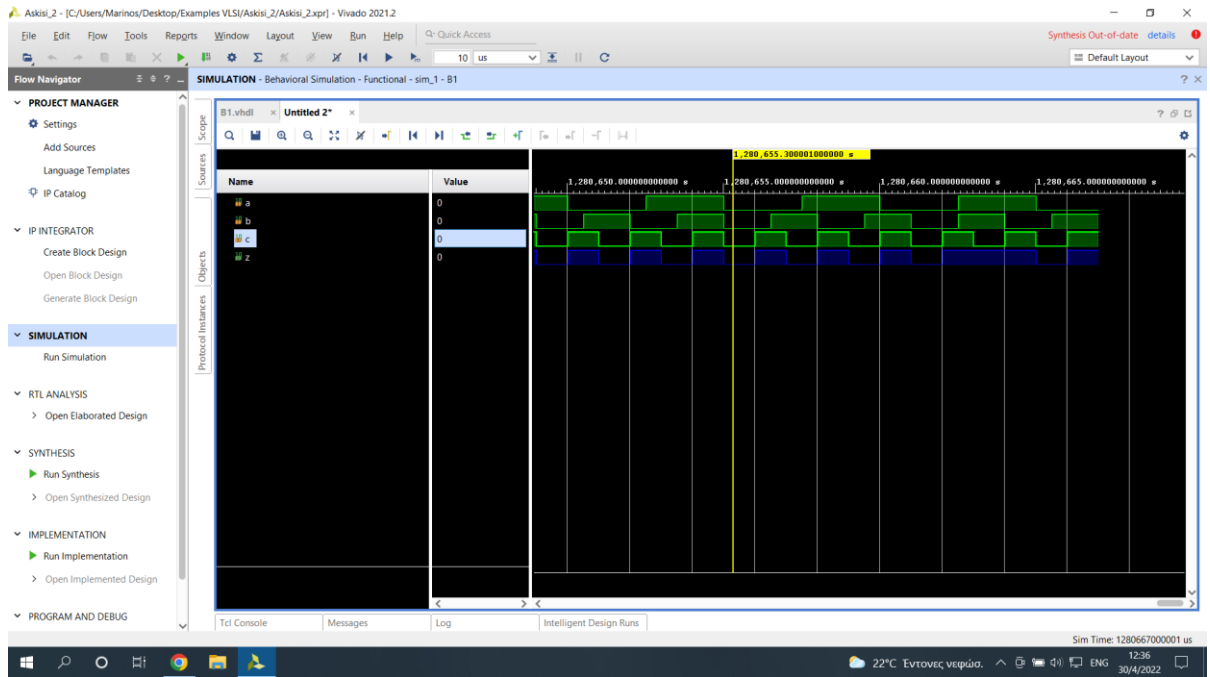 Askisi_2 - [C:/Users/Marinos/Desktop/Examples VLSI/Askisi_2/Askisi_2.xpr] - Vivado 2021.2
File Edit Flow Tools Reports Window Layout View Run Help Quick Access Synthesis Out-of-date details
10 us Default Layout
Flow Navigator SIMULATION - Behavioral Simulation - Functional - sim_1 - B1
PROJECT MANAGER
Settings
Add Sources
Language Templates
IP Catalog
IP INTEGRATOR
Create Block Design
Open Block Design
Generate Block Design
SIMULATION
Run Simulation
RTL ANALYSIS
Open Elaborated Design
SYNTHESIS
Run Synthesis
Open Synthesized Design
IMPLEMENTATION
Run Implementation
Open Implemented Design
PROGRAM AND DEBUG
Scope
Sources
Objects
Protocol Instances
B1.vhdl Untitled 2*
1,280,655.300001000000 s
Name Value 1,280,650.000000000000 s 1,280,655.000000000000 s 1,280,660.000000000000 s 1,280,665.000000000000 s
a 0
b 0
c 0
z 0
Tcl Console Messages Log Intelligent Design Runs
Sim Time: 1280667000001 us
22°C Έντονες νεφώσ. ENG 12:36
30/4/2022